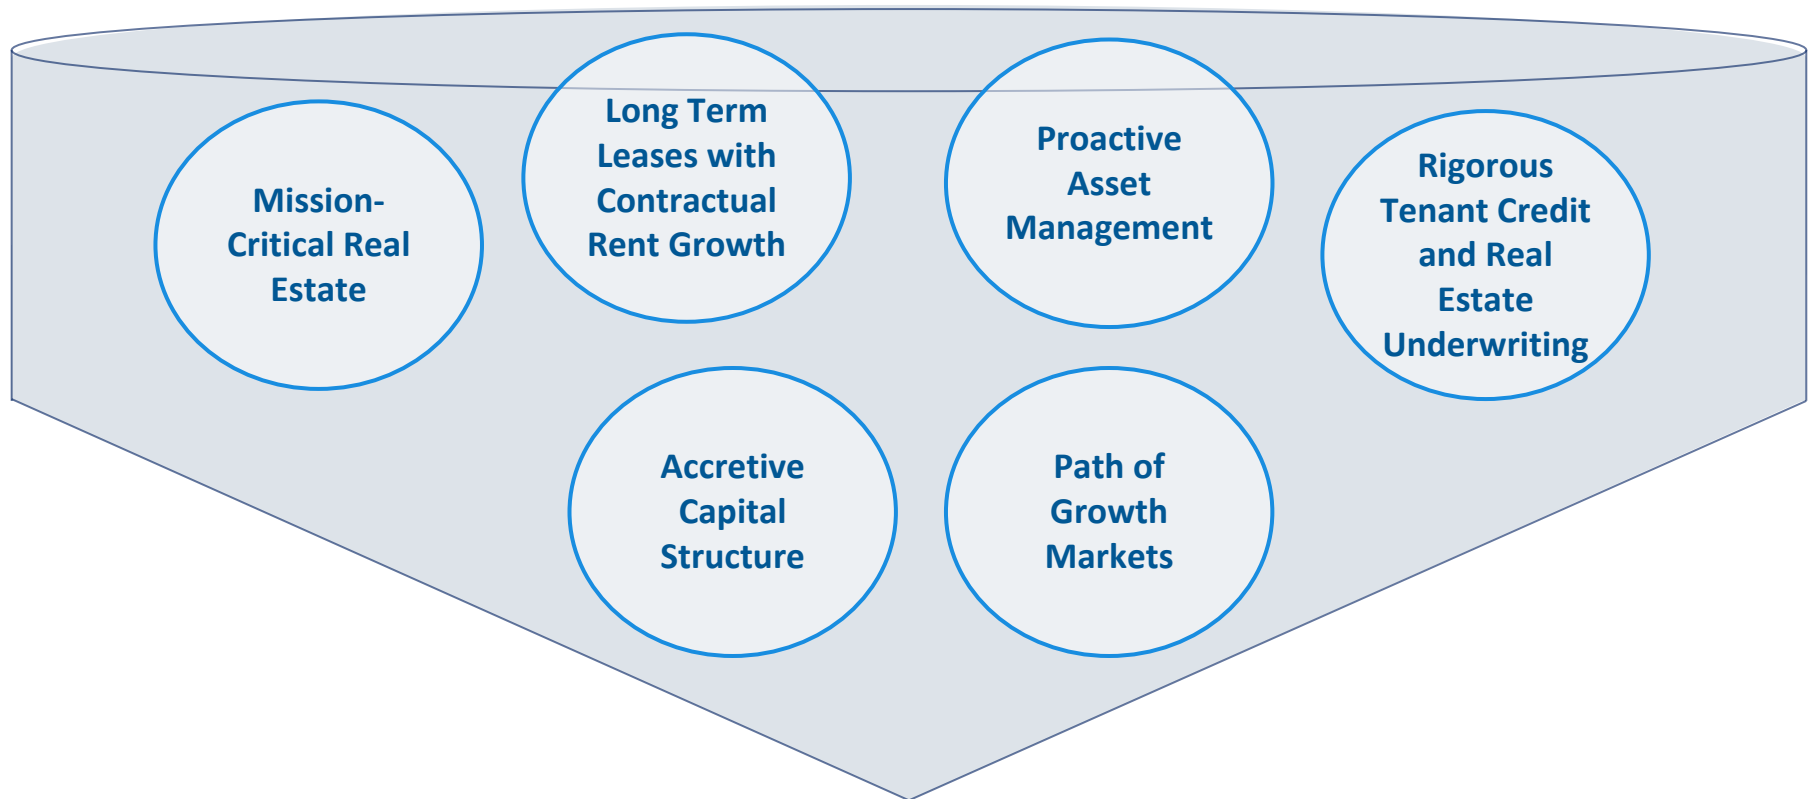 Mission-
Critical Real
Estate
Long Term
Leases with
Contractual
Rent Growth
Proactive
Asset
Management
Rigorous
Tenant Credit
and Real
Estate
Underwriting
Accretive
Capital
Structure
Path of
Growth
Markets